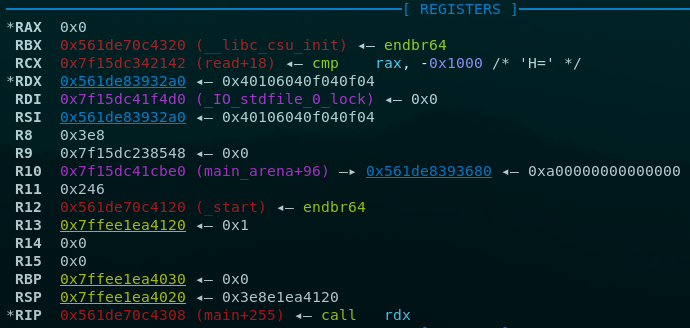 [ REGISTERS ]
*RAX 0x0
RBX 0x561de70c4320 (__libc_csu_init) ◂— endbr64
RCX 0x7f15dc342142 (read+18) ◂— cmp rax, -0x1000 /* 'H=' */
*RDX 0x561de83932a0 ◂— 0x40106040f040f04
RDI 0x7f15dc41f4d0 (_IO_stdfile_0_lock) ◂— 0x0
RSI 0x561de83932a0 ◂— 0x40106040f040f04
R8 0x3e8
R9 0x7f15dc238548 ◂— 0x0
R10 0x7f15dc41cbe0 (main_arena+96) —▸ 0x561de8393680 ◂— 0xa00000000000000
R11 0x246
R12 0x561de70c4120 (_start) ◂— endbr64
R13 0x7ffee1ea4120 ◂— 0x1
R14 0x0
R15 0x0
RBP 0x7ffee1ea4030 ◂— 0x0
RSP 0x7ffee1ea4020 ◂— 0x3e8e1ea4120
*RIP 0x561de70c4308 (main+255) ◂— call rdx